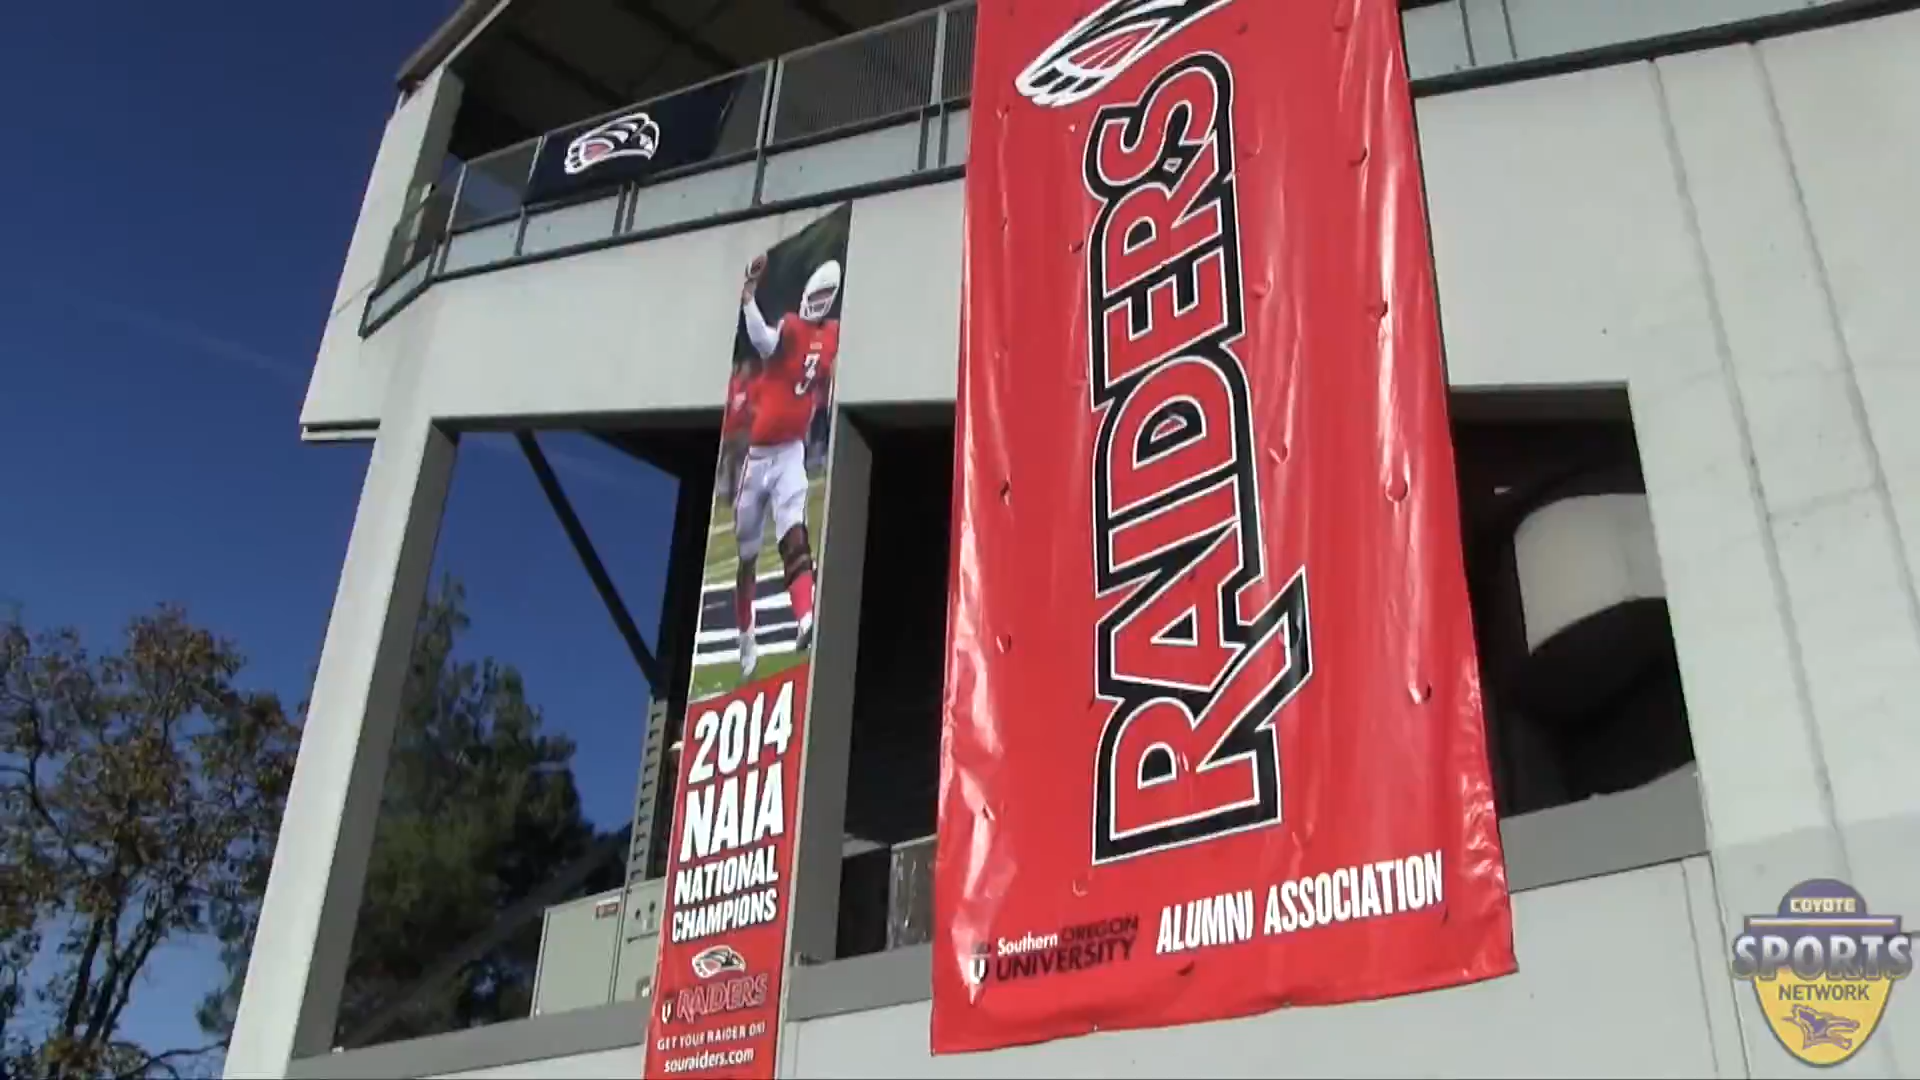 RAIDERS
Southern OREGON
UNIVERSITY
ALUMNI ASSOCIATION
3
2014
NAIA
NATIONAL
CHAMPIONS
RAIDERS
GET YOUR RAIDER ON!
souraiders.com
COYOTE
SPORTS
NETWORK